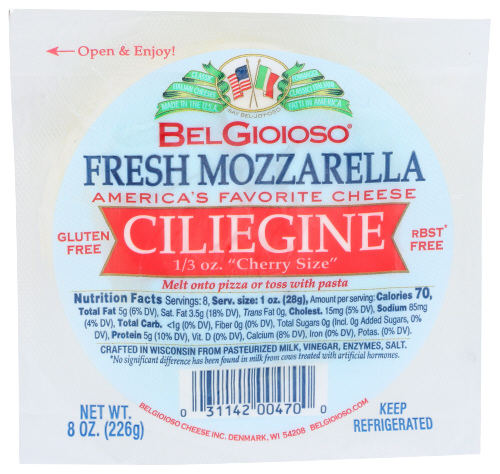 Open & Enjoy!
CLASSIC
ITALIAN CHEESES
MADE IN THE U.S.A.
FORMAGGI
CLASSICI ITALIANI
FATTI IN AMERICA
SAY BEL-JOY-OSO
BELGIOIOSO®
FRESH MOZZARELLA
AMERICA'S FAVORITE CHEESE
GLUTEN
FREE
CILIEGINE
1/3 oz. "Cherry Size"
rBST*
FREE
Melt onto pizza or toss with pasta
Nutrition Facts Servings: 8, Serv. size: 1 oz. (28g), Amount per serving: Calories 70,
Total Fat 5g (6% DV), Sat. Fat 3.5g (18% DV), Trans Fat 0g, Cholest. 15mg (5% DV), Sodium 85mg
(4% DV), Total Carb. <1g (0% DV), Fiber 0g (0% DV), Total Sugars 0g (Incl. 0g Added Sugars, 0%
DV), Protein 5g (10% DV), Vit. D (0% DV), Calcium (8% DV), Iron (0% DV), Potas. (0% DV).
CRAFTED IN WISCONSIN FROM PASTEURIZED MILK, VINEGAR, ENZYMES, SALT.
*No significant difference has been found in milk from cows treated with artificial hormones.
0 31142 00470 0
NET WT.
8 OZ. (226g)
BELGIOIOSO CHEESE INC. DENMARK, WI 54208 BELGIOIOSO.COM
KEEP
REFRIGERATED